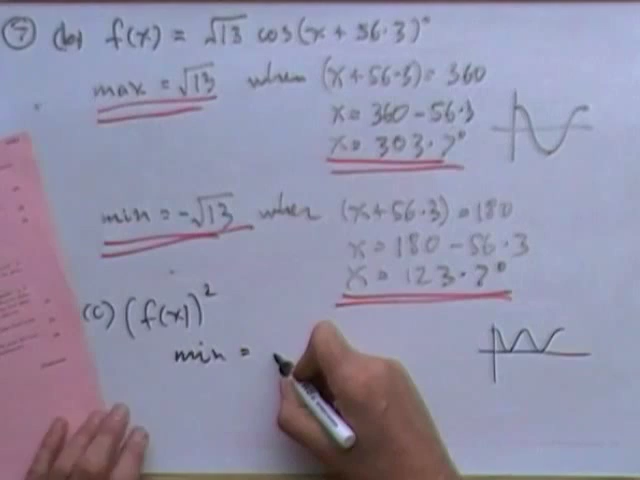 ⑦ (b) f(x) = √13 cos(x + 56·3)°
max = √13 when (x+56·3) = 360
x = 360 - 56·3
x = 303·7°
min = -√13 when (x+56·3) = 180
x = 180 - 56·3
x = 123·7°
(c) (f(x))²
min =